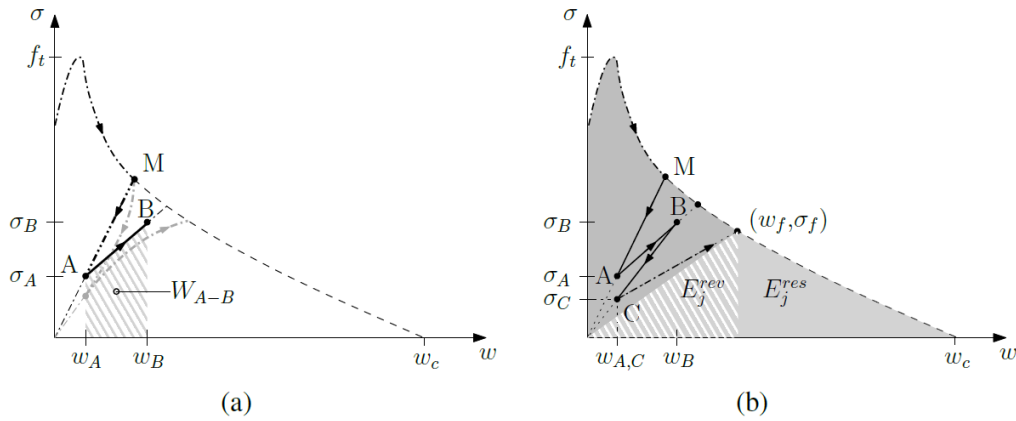 σ
f_t
M
B
σ_B
A
σ_A
W_{A−B}
w_A
w_B
w_c
w
(a)
σ
f_t
M
B
(w_f,σ_f)
σ_B
A
σ_A
E_j^{rev}
E_j^{res}
σ_C
C
w_{A,C}
w_B
w_c
w
(b)